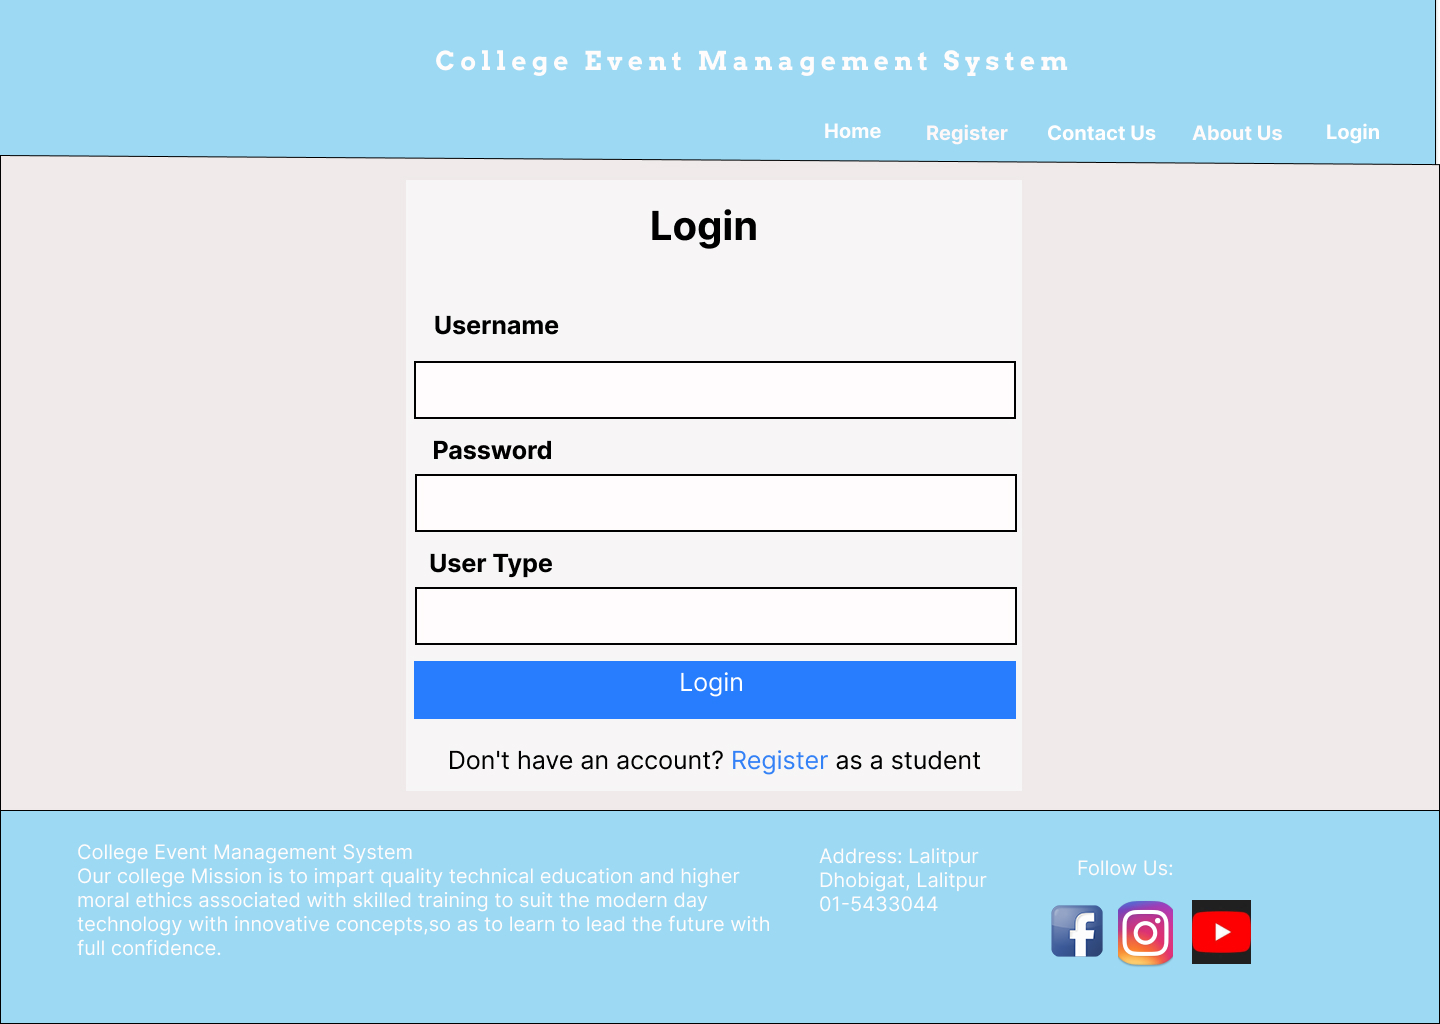 College Event Management System
Home Register Contact Us About Us Login
Login
Username
Password
User Type
Login
Don't have an account? Register as a student
College Event Management System
Our college Mission is to impart quality technical education and higher
moral ethics associated with skilled training to suit the modern day
technology with innovative concepts,so as to learn to lead the future with
full confidence.
Address: Lalitpur
Dhobigat, Lalitpur
01-5433044
Follow Us: